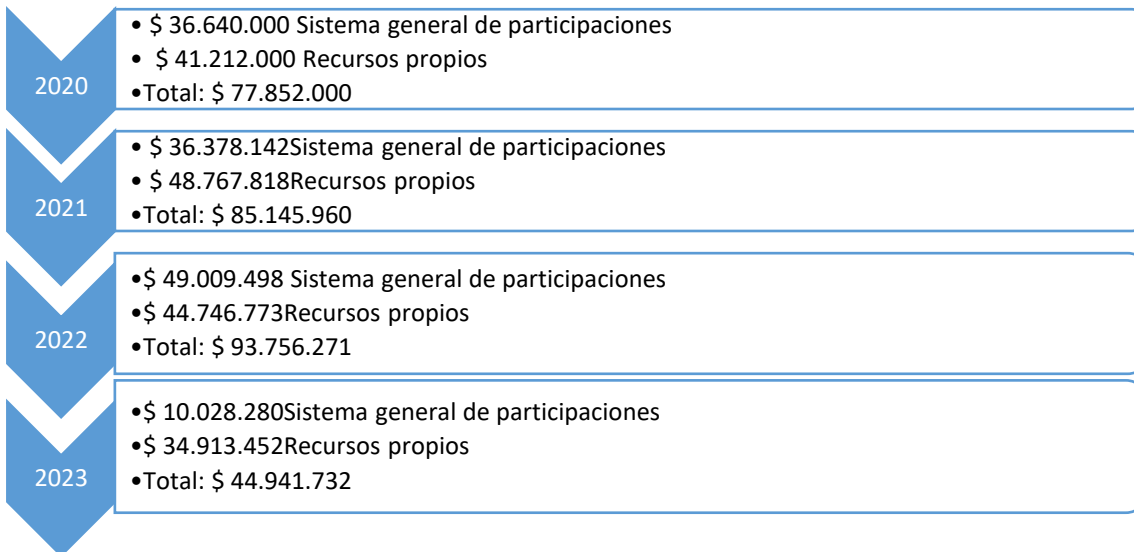 2020
• $ 36.640.000 Sistema general de participaciones
• $ 41.212.000 Recursos propios
•Total: $ 77.852.000
2021
• $ 36.378.142Sistema general de participaciones
• $ 48.767.818Recursos propios
•Total: $ 85.145.960
2022
•$ 49.009.498 Sistema general de participaciones
•$ 44.746.773Recursos propios
•Total: $ 93.756.271
2023
•$ 10.028.280Sistema general de participaciones
•$ 34.913.452Recursos propios
•Total: $ 44.941.732